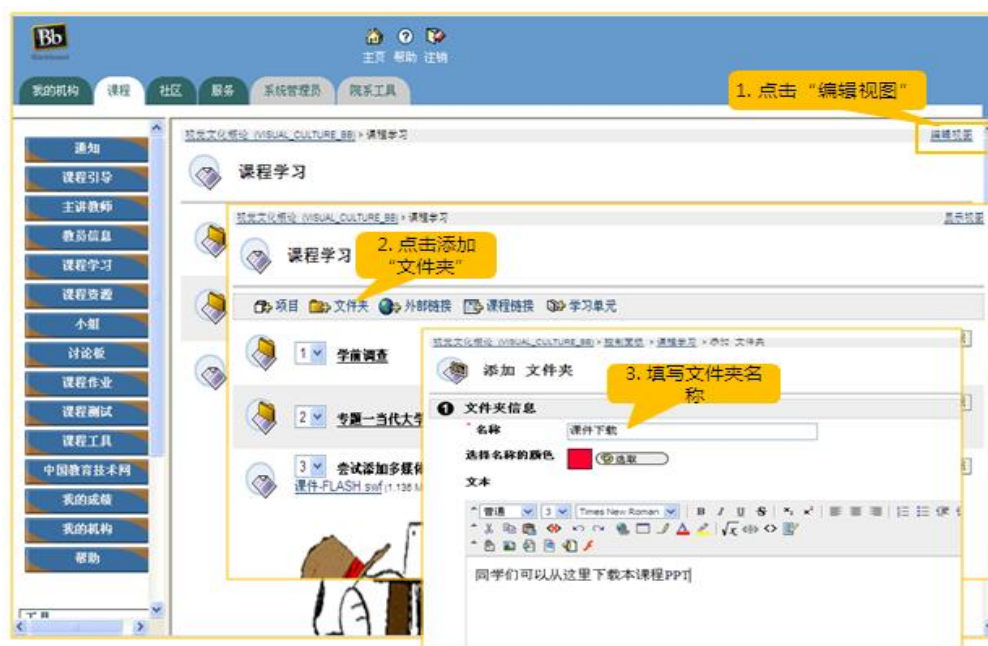 Bb
主页 帮助 注销
我的机构 课程 社区 服务 系统管理员 院系工具
1. 点击“编辑视图”
视觉文化概论 (VISUAL_CULTURE_BB) > 课程学习
编辑视图
课程学习
通知
课程引导
主讲教师
教员信息
课程学习
课程资源
小组
讨论板
课程作业
课程测试
课程工具
中国教育技术网
我的成绩
我的机构
帮助
工具
视觉文化概论 (VISUAL_CULTURE_BB) > 课程学习
显示视图
课程学习
2. 点击添加
“文件夹”
项目 文件夹 外部链接 课程链接 学习单元
1 学前调查
2 专题一当代大学
3 尝试添加多媒体
课件-FLASH swf (1.136 M
视觉文化概论 (VISUAL_CULTURE_BB) > 控制面板 > 课程学习 > 添加 文件夹
添加 文件夹
3. 填写文件夹名
称
1 文件夹信息
* 名称 课件下载
选择名称的颜色 选取
文本
普通 3 Times New Roman B I U S
同学们可以从这里下载本课程PPT